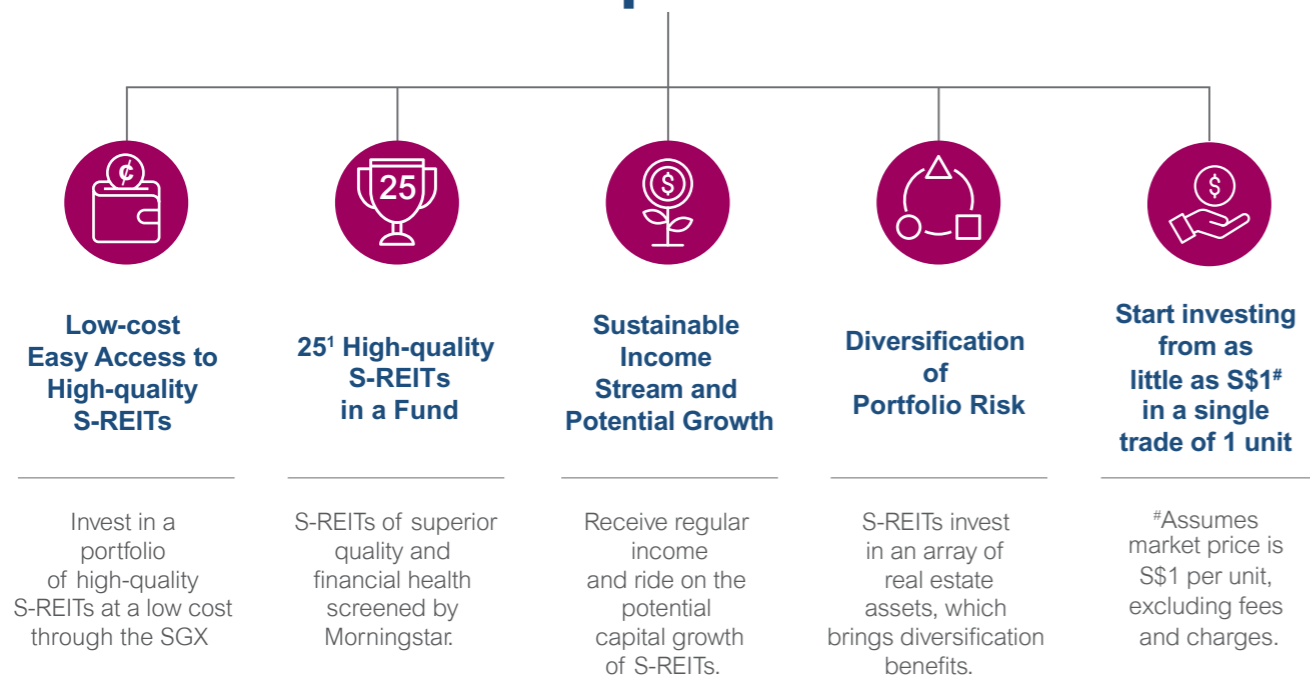 ¢
25
$
$
Low-cost
Easy Access to
High-quality
S-REITs
25¹ High-quality
S-REITs
in a Fund
Sustainable
Income
Stream and
Potential Growth
Diversification
of
Portfolio Risk
Start investing
from as
little as S$1#
in a single
trade of 1 unit
Invest in a
portfolio
of high-quality
S-REITs at a low cost
through the SGX
S-REITs of superior
quality and
financial health
screened by
Morningstar.
Receive regular
income
and ride on the
potential
capital growth
of S-REITs.
S-REITs invest
in an array of
real estate
assets, which
brings diversification
benefits.
#Assumes
market price is
S$1 per unit,
excluding fees
and charges.